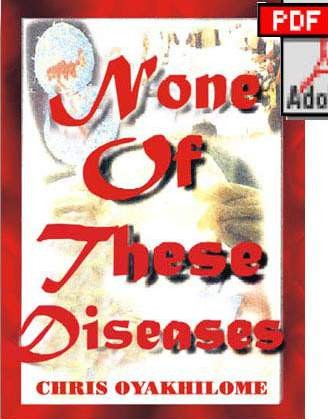 PDF
Ado
None
Of
These
Diseases
CHRIS OYAKHILOME